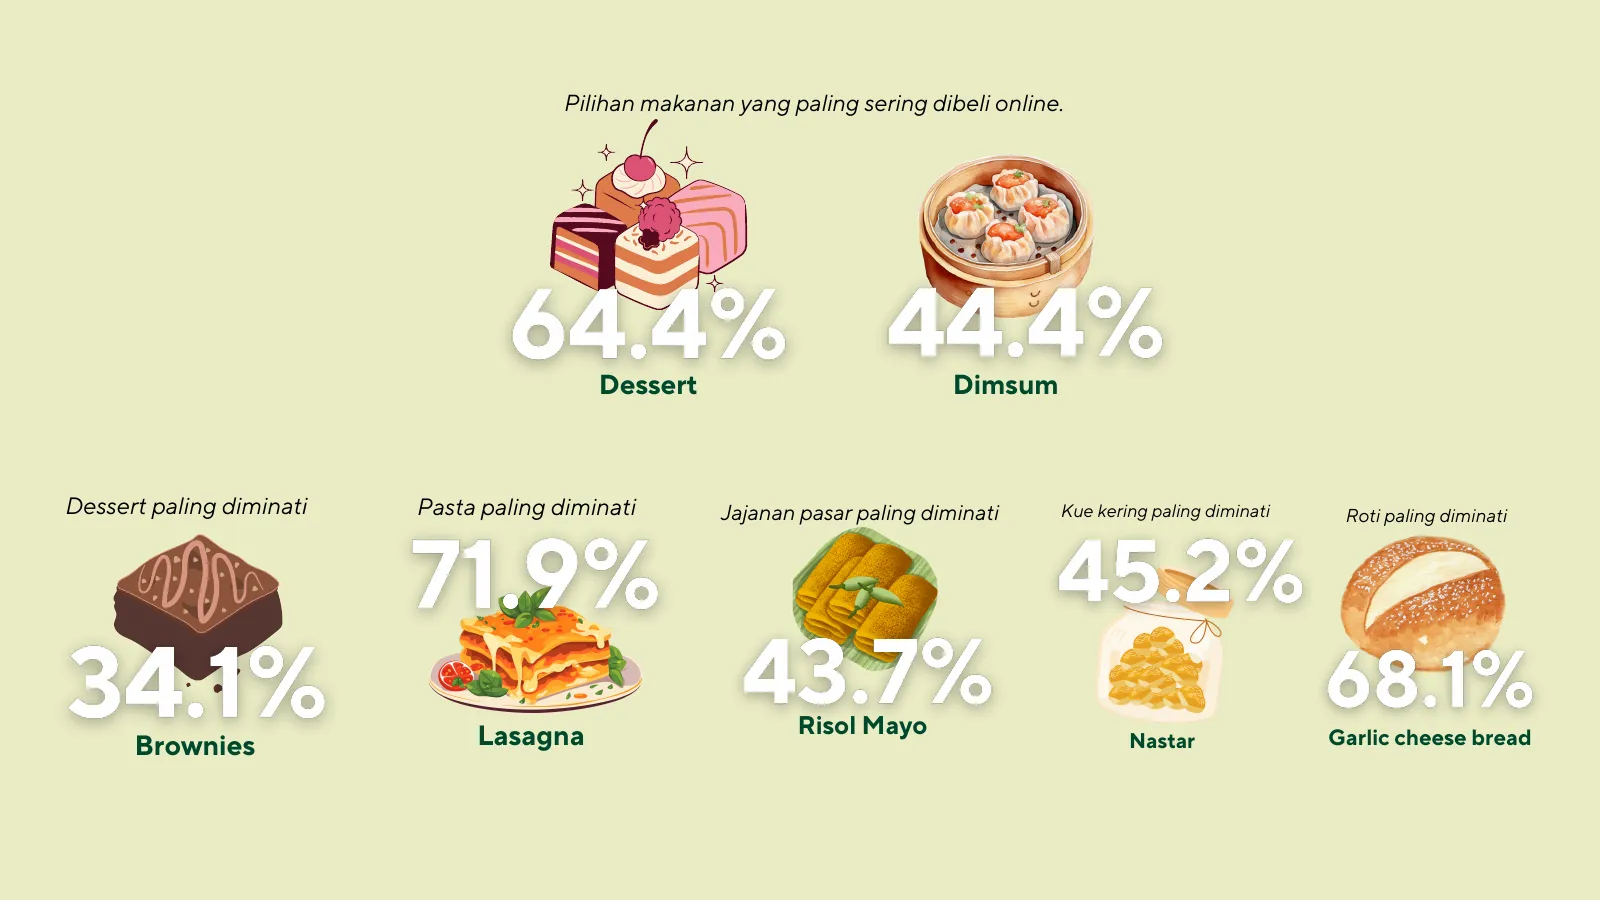 Pilihan makanan yang paling sering dibeli online.
64.4%
Dessert
44.4%
Dimsum
Dessert paling diminati
34.1%
Brownies
Pasta paling diminati
71.9%
Lasagna
Jajanan pasar paling diminati
43.7%
Risol Mayo
Kue kering paling diminati
45.2%
Nastar
Roti paling diminati
68.1%
Garlic cheese bread